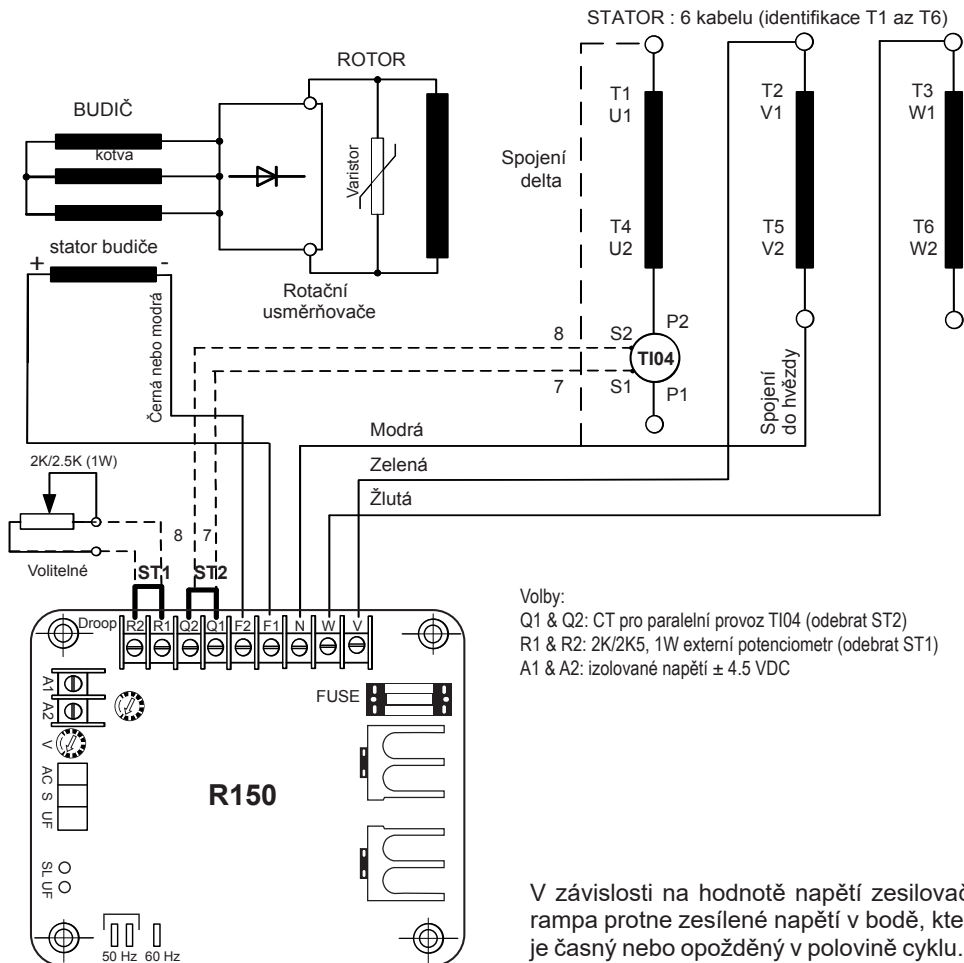 STATOR : 6 kabelu (identifikace T1 az T6)
ROTOR
BUDIČ
kotva
Varistor
T1
U1
T2
V1
T3
W1
Spojení
delta
T4
U2
T5
V2
T6
W2
stator budiče
+ -
Rotační
usměrňovače
Černá nebo modrá
8 S2 P2
TI04
7 S1 P1
Spojení
do hvězdy
Modrá
Zelená
Žlutá
2K/2.5K (1W)
8 7
Volitelné
ST1 ST2
Droop R2 R1 Q2 Q1 F2 F1 N W V
A1
A2
FUSE
V
AC S UF
R150
SL
UF
50 Hz 60 Hz
Volby:
Q1 & Q2: CT pro paralelní provoz TI04 (odebrat ST2)
R1 & R2: 2K/2K5, 1W externí potenciometr (odebrat ST1)
A1 & A2: izolované napětí ± 4.5 VDC
V závislosti na hodnotě napětí zesilovač
rampa protne zesílené napětí v bodě, kte
je časný nebo opožděný v polovině cyklu.